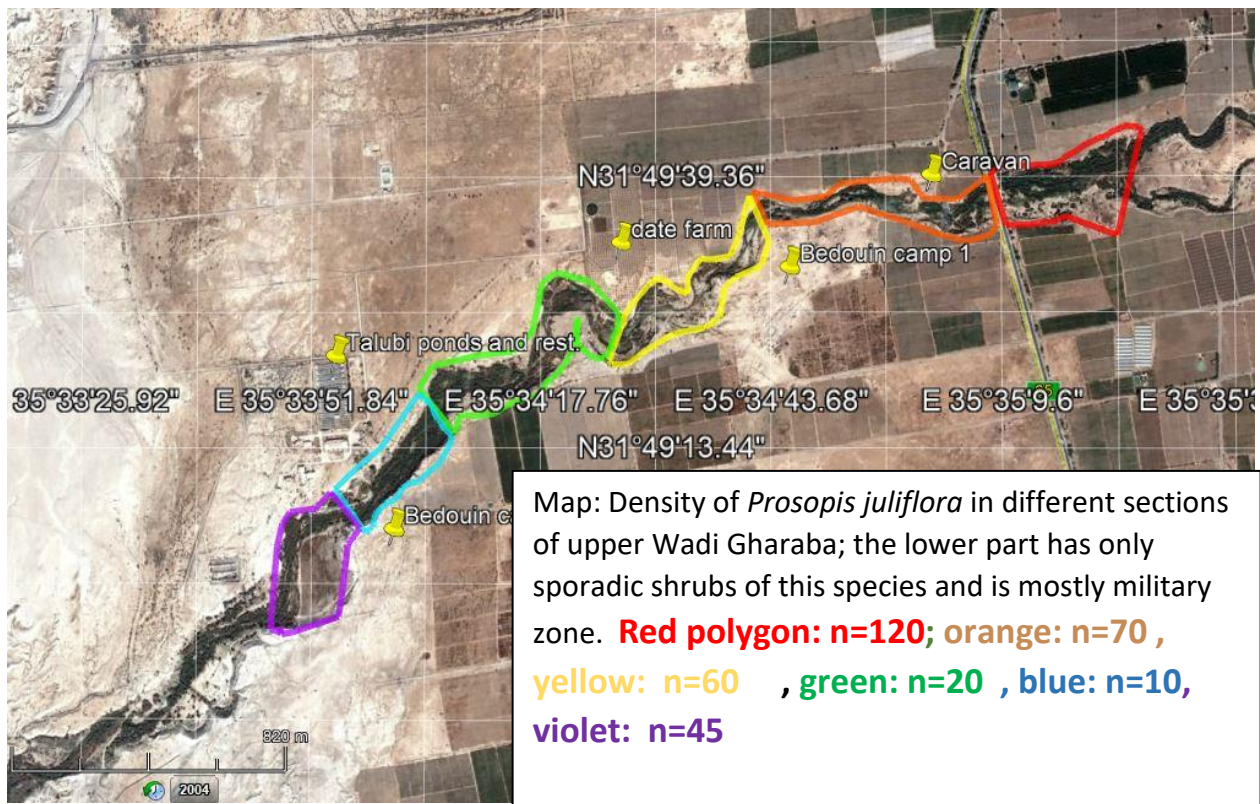 Caravan
N31°49'39.36"
date farm
Bedouin camp 1
Talubi ponds and rest.
35°33'25.92" E 35°33'51.84" E 35°34'17.76" E 35°34'43.68" E 35°35'9.6" E 35°35'
N31°49'13.44"
Bedouin c
Map: Density of Prosopis juliflora in different sections
of upper Wadi Gharaba; the lower part has only
sporadic shrubs of this species and is mostly military
zone. Red polygon: n=120; orange: n=70 ,
yellow: n=60 , green: n=20 , blue: n=10,
violet: n=45
820 m
2004